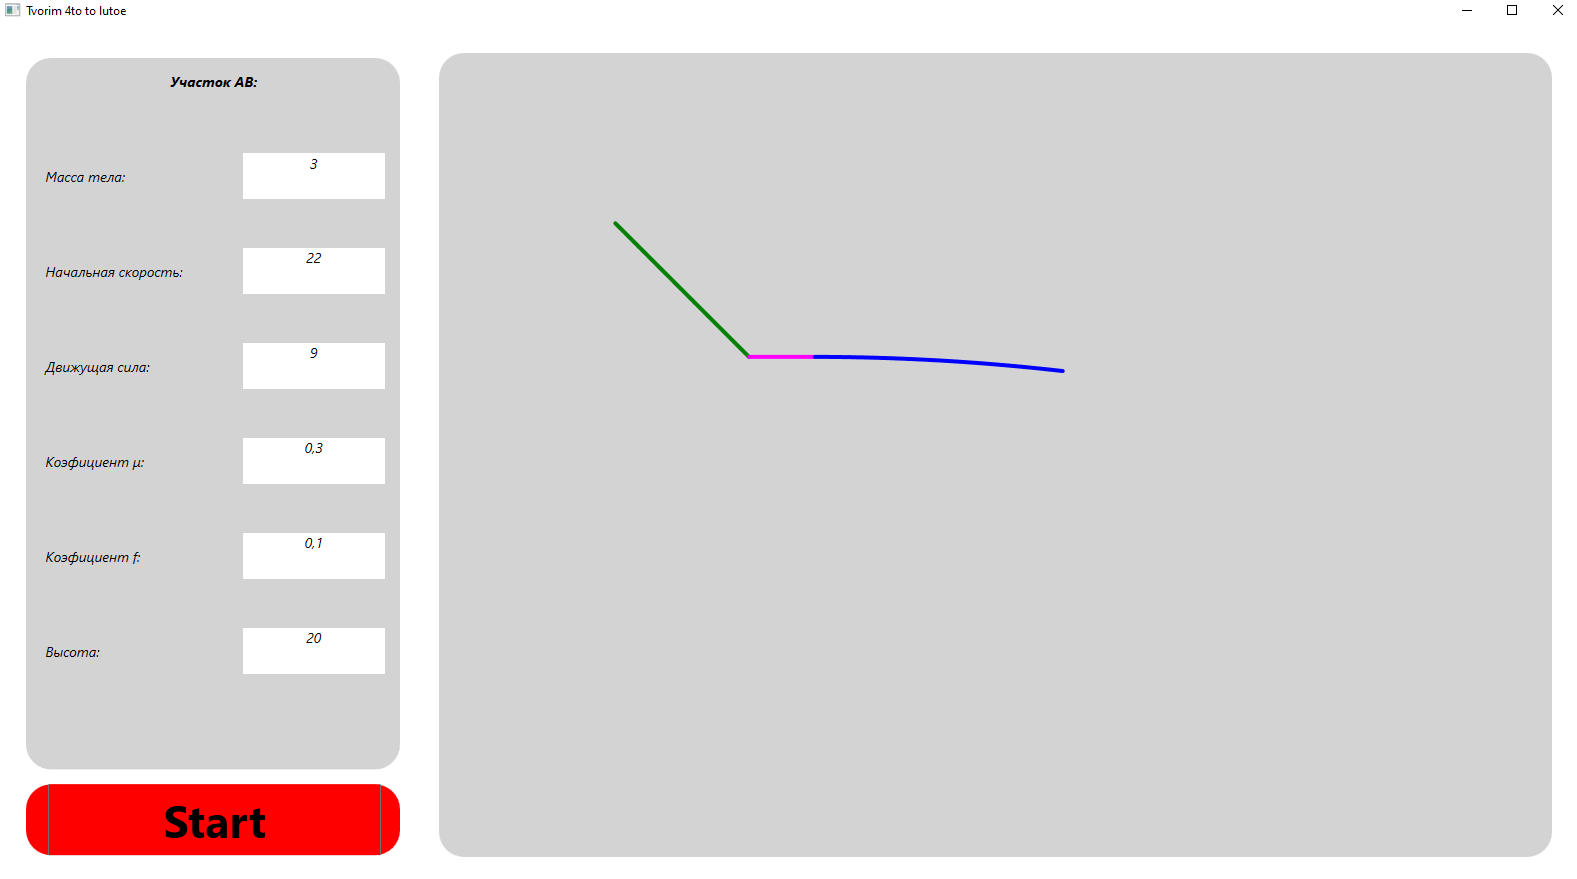 Tvorim 4to to lutoe
Участок АВ:
Масса тела:
3
Начальная скорость:
22
Движущая сила:
9
Коэфициент μ:
0,3
Коэфициент f:
0,1
Высота:
20
Start